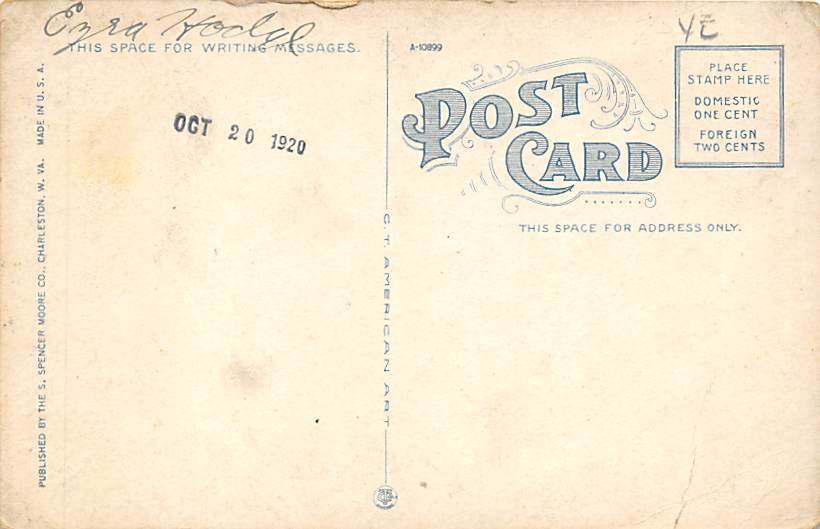 Ezra Hodel
THIS SPACE FOR WRITING MESSAGES.
OCT 20 1920
PUBLISHED BY THE S. SPENCER MOORE CO., CHARLESTON, W. VA. MADE IN U. S. A.
C. T. AMERICAN ART
A-10899
POST
CARD
THIS SPACE FOR ADDRESS ONLY.
YE
PLACE
STAMP HERE
DOMESTIC
ONE CENT
FOREIGN
TWO CENTS